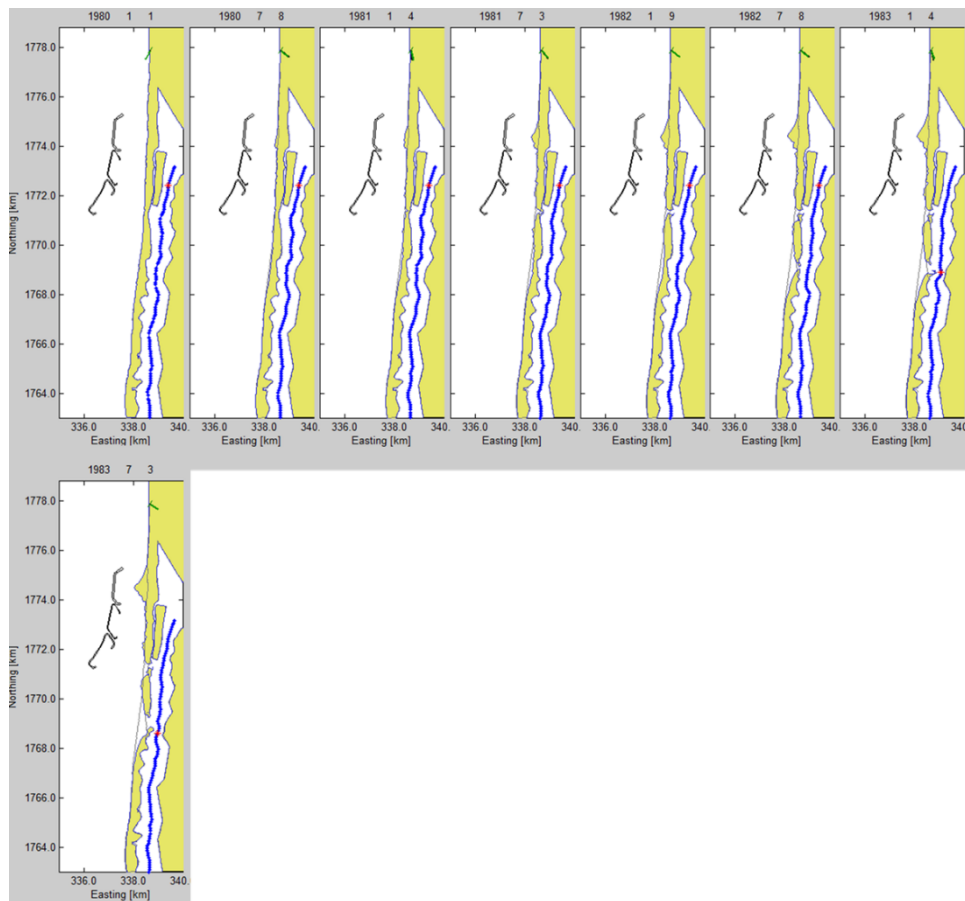 1980 1 1
1980 7 8
1981 1 4
1981 7 3
1982 1 9
1982 7 8
1983 1 4
1778.0
1776.0
1774.0
1772.0
1770.0
1768.0
1766.0
1764.0
Northing [km]
336.0 338.0 340.
336.0 338.0 340.
336.0 338.0 340.
336.0 338.0 340.
336.0 338.0 340.
336.0 338.0 340.
336.0 338.0 340.
Easting [km]
Easting [km]
Easting [km]
Easting [km]
Easting [km]
Easting [km]
Easting [km]
1983 7 3
1778.0
1776.0
1774.0
1772.0
1770.0
1768.0
1766.0
1764.0
Northing [km]
336.0 338.0 340.
Easting [km]